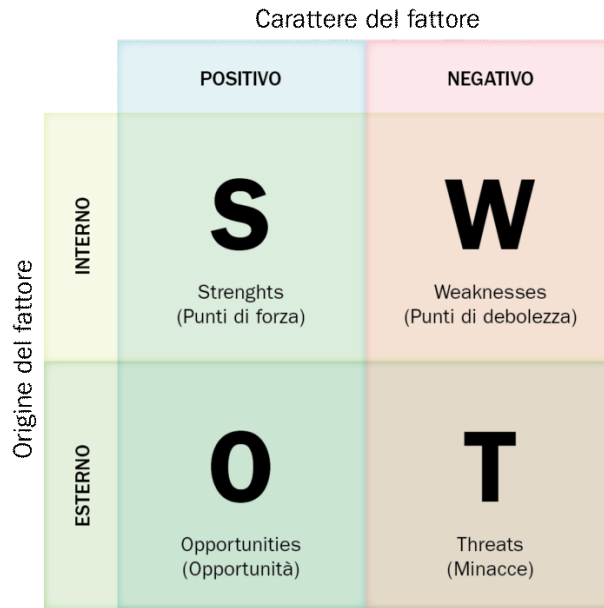 Carattere del fattore
POSITIVO
NEGATIVO
Origine del fattore
INTERNO
S
Strenghts
(Punti di forza)
W
Weaknesses
(Punti di debolezza)
ESTERNO
O
Opportunities
(Opportunità)
T
Threats
(Minacce)